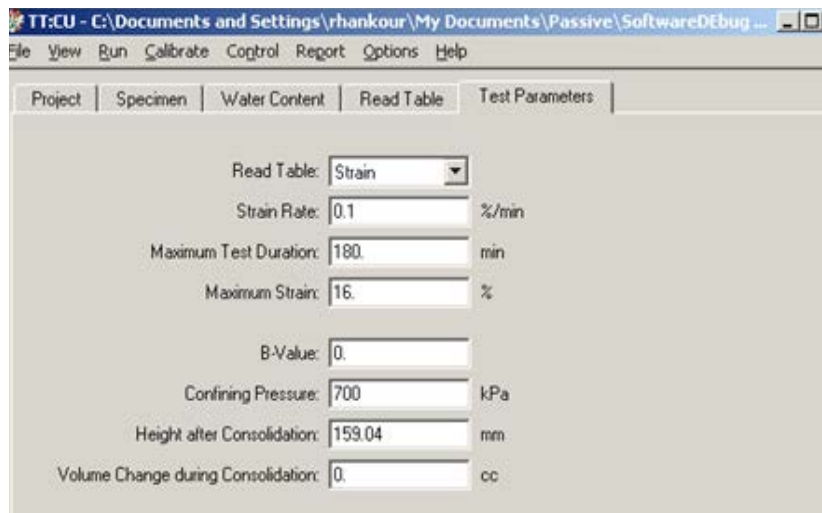 TT:CU - C:\Documents and Settings\rhankour\My Documents\Passive\SoftwareDEbug ...
File View Run Calibrate Control Report Options Help
Project Specimen Water Content Read Table Test Parameters
Read Table: Strain
Strain Rate: 0.1 %/min
Maximum Test Duration: 180. min
Maximum Strain: 16. %
B-Value: 0.
Confining Pressure: 700 kPa
Height after Consolidation: 159.04 mm
Volume Change during Consolidation: 0. cc